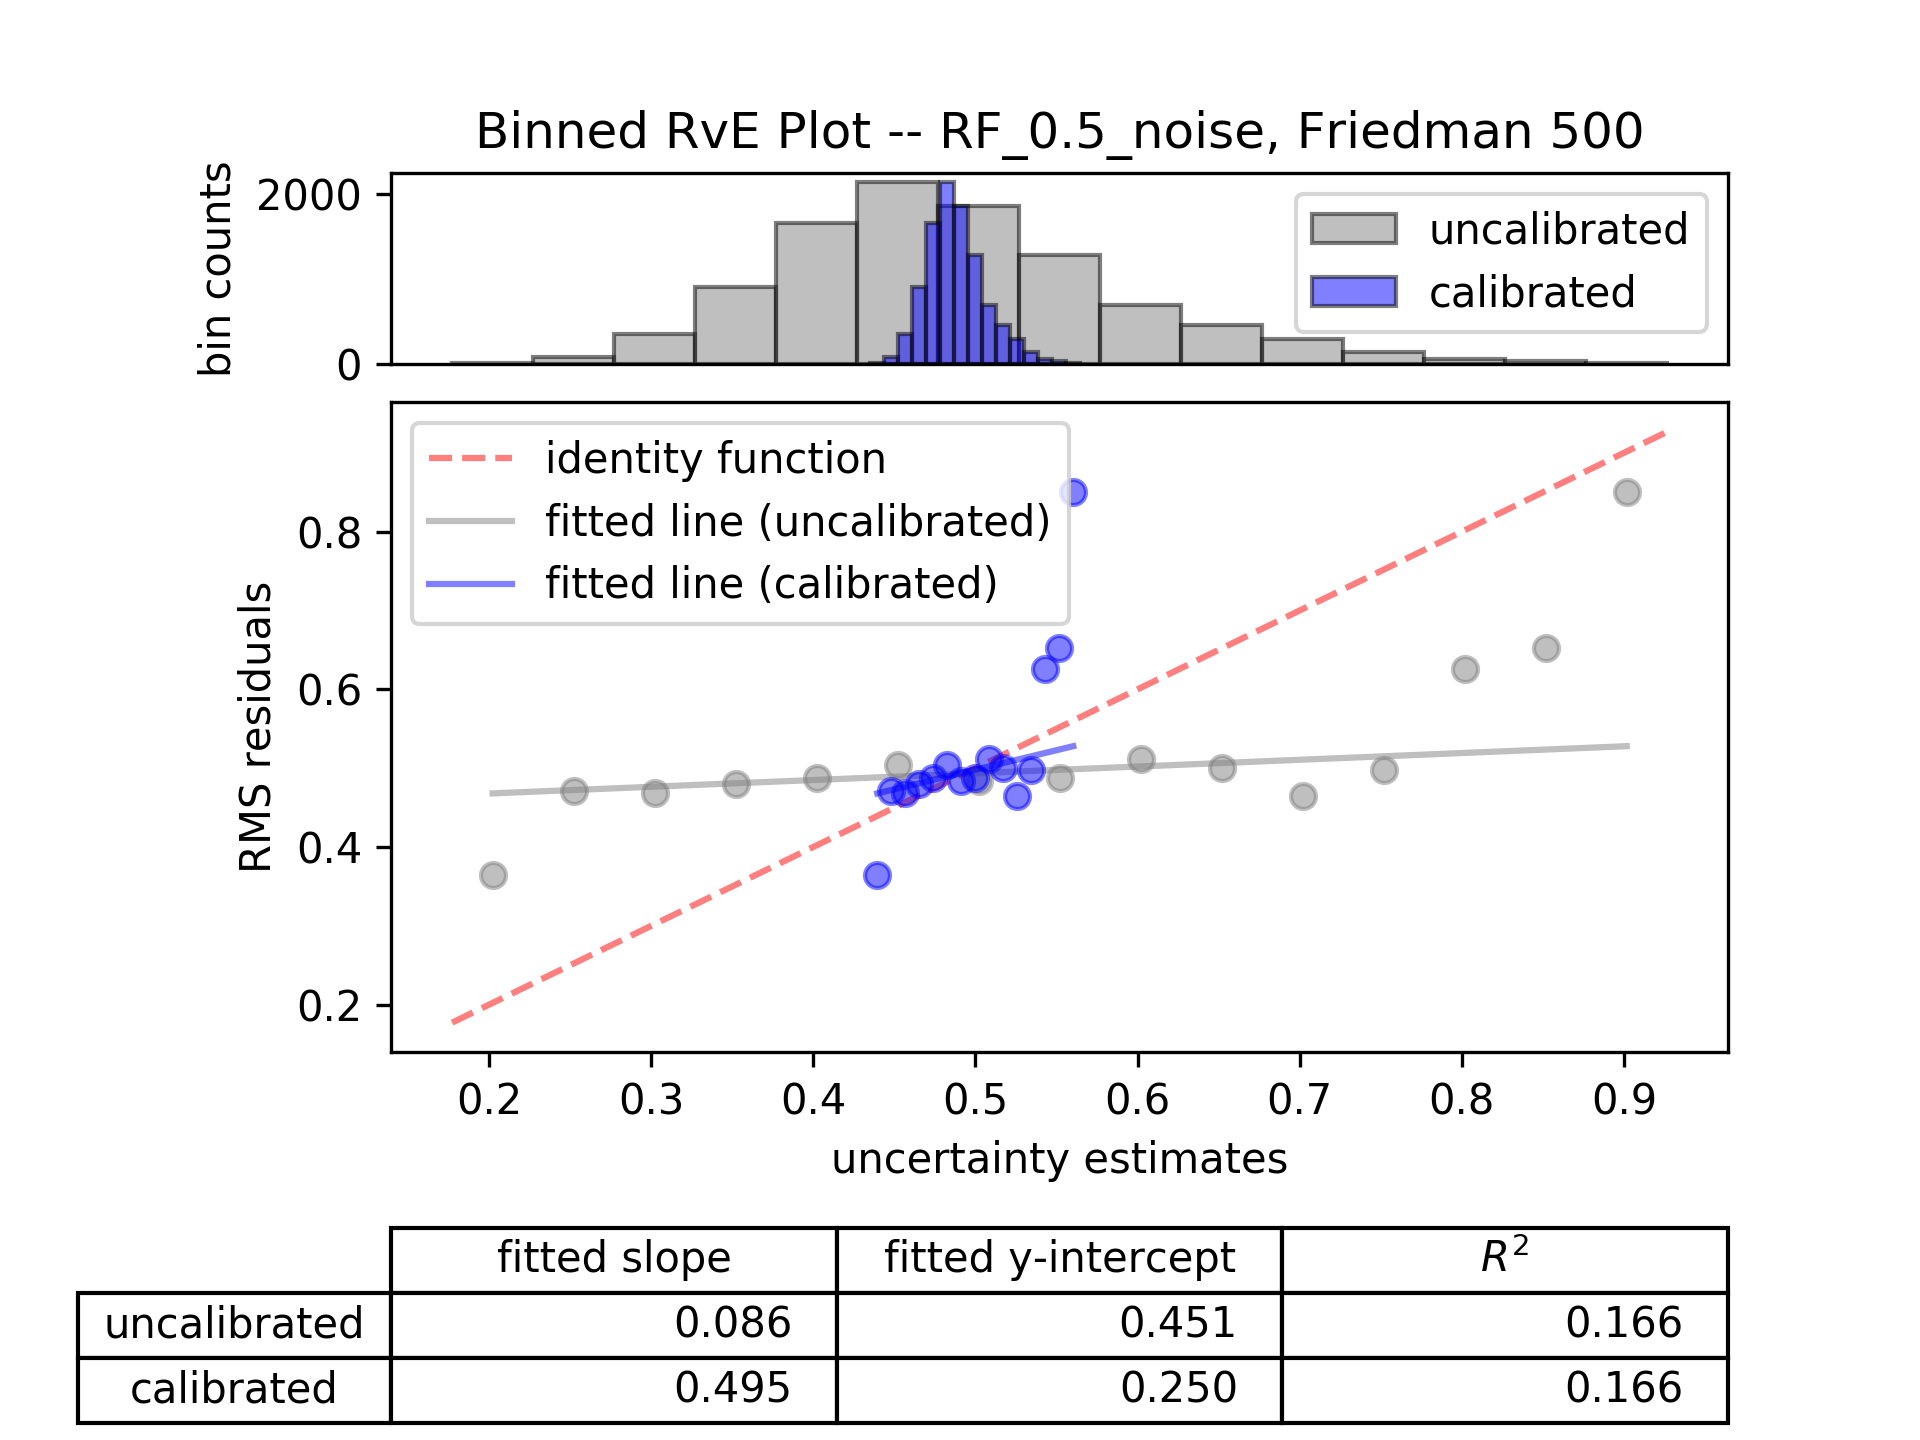 Binned RvE Plot -- RF_0.5_noise, Friedman 500
bin counts
2000
0
uncalibrated
calibrated
identity function
fitted line (uncalibrated)
fitted line (calibrated)
RMS residuals
0.8
0.6
0.4
0.2
0.2 0.3 0.4 0.5 0.6 0.7 0.8 0.9
uncertainty estimates
fitted slope fitted y-intercept R²
uncalibrated 0.086 0.451 0.166
calibrated 0.495 0.250 0.166